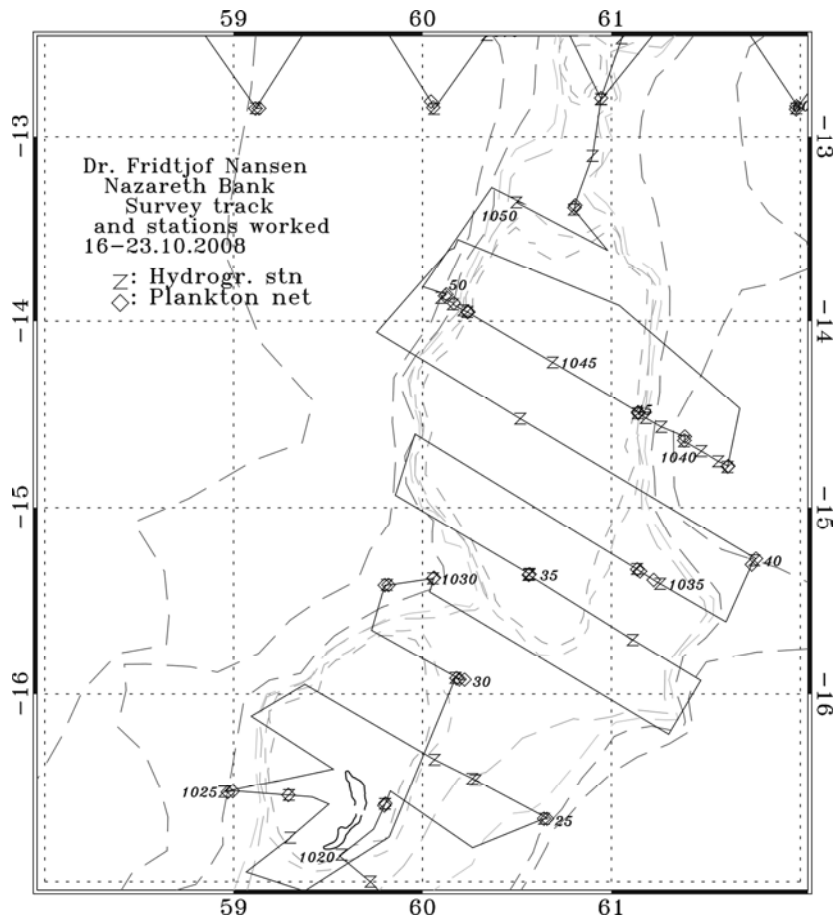 59 60 61
Dr. Fridtjof Nansen
Nazareth Bank
Survey track
and stations worked
16-23.10.2008
Z: Hydrogr. stn
◇: Plankton net
-13
-13
1050
50
-14
-14
1045
1040
-15
-15
40
1035
35
1030
-16
-16
30
1025
25
1020
59 60 61